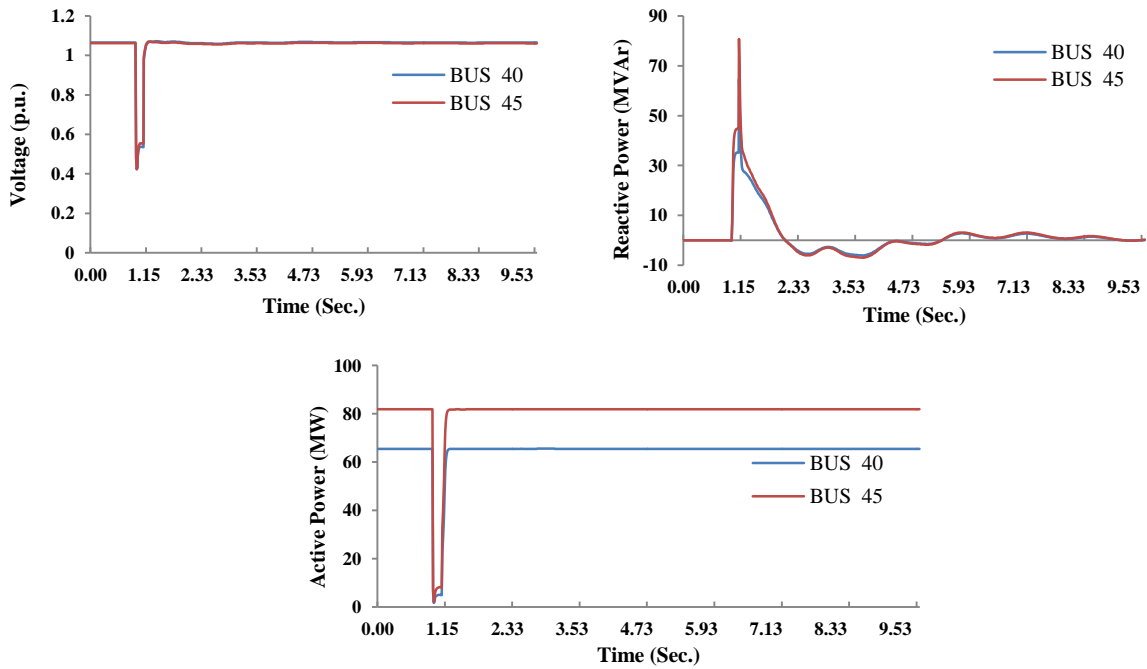 1.2
1
0.8
0.6
0.4
0.2
0
Voltage (p.u.)
BUS 40
BUS 45
0.00 1.15 2.33 3.53 4.73 5.93 7.13 8.33 9.53
Time (Sec.)
90
70
50
30
10
-10
Reactive Power (MVAr)
BUS 40
BUS 45
0.00 1.15 2.33 3.53 4.73 5.93 7.13 8.33 9.53
Time (Sec.)
100
80
60
40
20
0
Active Power (MW)
BUS 40
BUS 45
0.00 1.15 2.33 3.53 4.73 5.93 7.13 8.33 9.53
Time (Sec.)